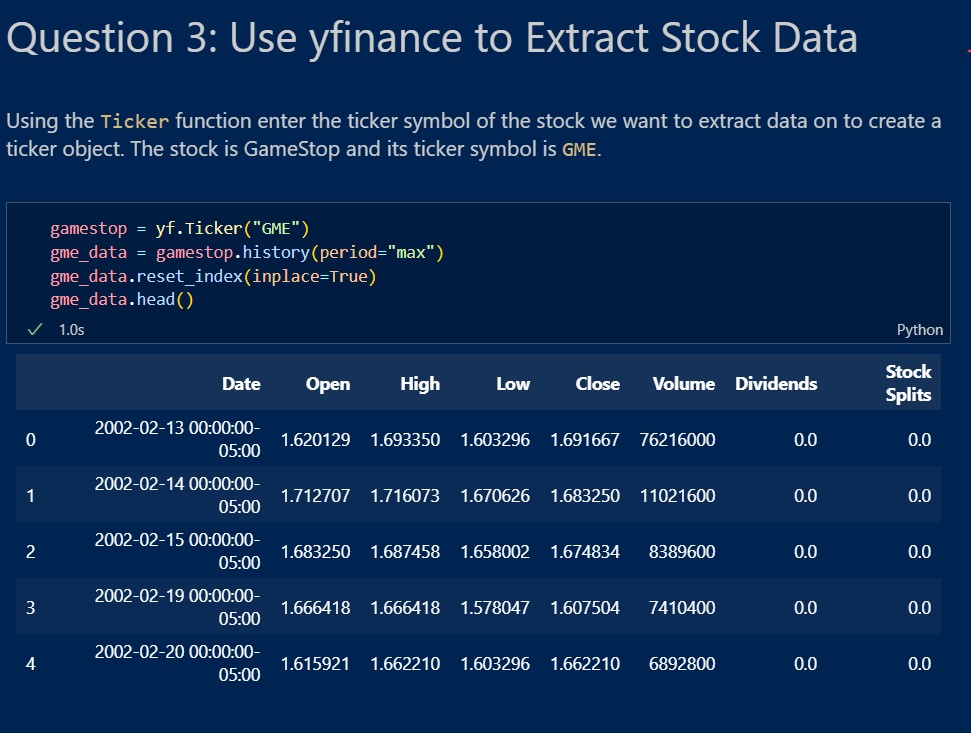 Question 3: Use yfinance to Extract Stock Data
Using the Ticker function enter the ticker symbol of the stock we want to extract data on to create a
ticker object. The stock is GameStop and its ticker symbol is GME.
gamestop = yf.Ticker("GME")
gme_data = gamestop.history(period="max")
gme_data.reset_index(inplace=True)
gme_data.head()
✓ 1.0s Python
Date Open High Low Close Volume Dividends Stock
Splits
0 2002-02-13 00:00:00-
05:00 1.620129 1.693350 1.603296 1.691667 76216000 0.0 0.0
1 2002-02-14 00:00:00-
05:00 1.712707 1.716073 1.670626 1.683250 11021600 0.0 0.0
2 2002-02-15 00:00:00-
05:00 1.683250 1.687458 1.658002 1.674834 8389600 0.0 0.0
3 2002-02-19 00:00:00-
05:00 1.666418 1.666418 1.578047 1.607504 7410400 0.0 0.0
4 2002-02-20 00:00:00-
05:00 1.615921 1.662210 1.603296 1.662210 6892800 0.0 0.0